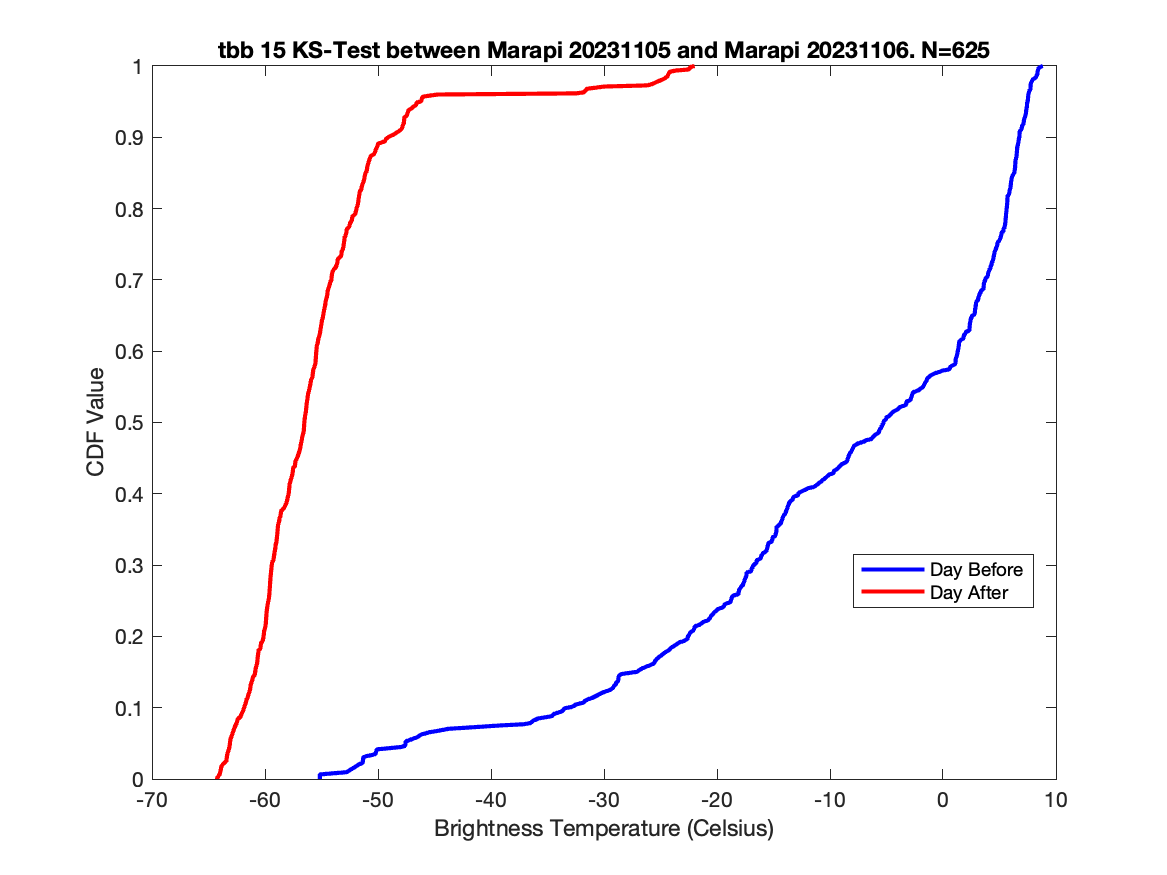 tbb 15 KS-Test between Marapi 20231105 and Marapi 20231106. N=625
1
0.9
0.8
0.7
0.6
0.5
0.4
0.3
0.2
0.1
0
CDF Value
Day Before
Day After
-70 -60 -50 -40 -30 -20 -10 0 10
Brightness Temperature (Celsius)